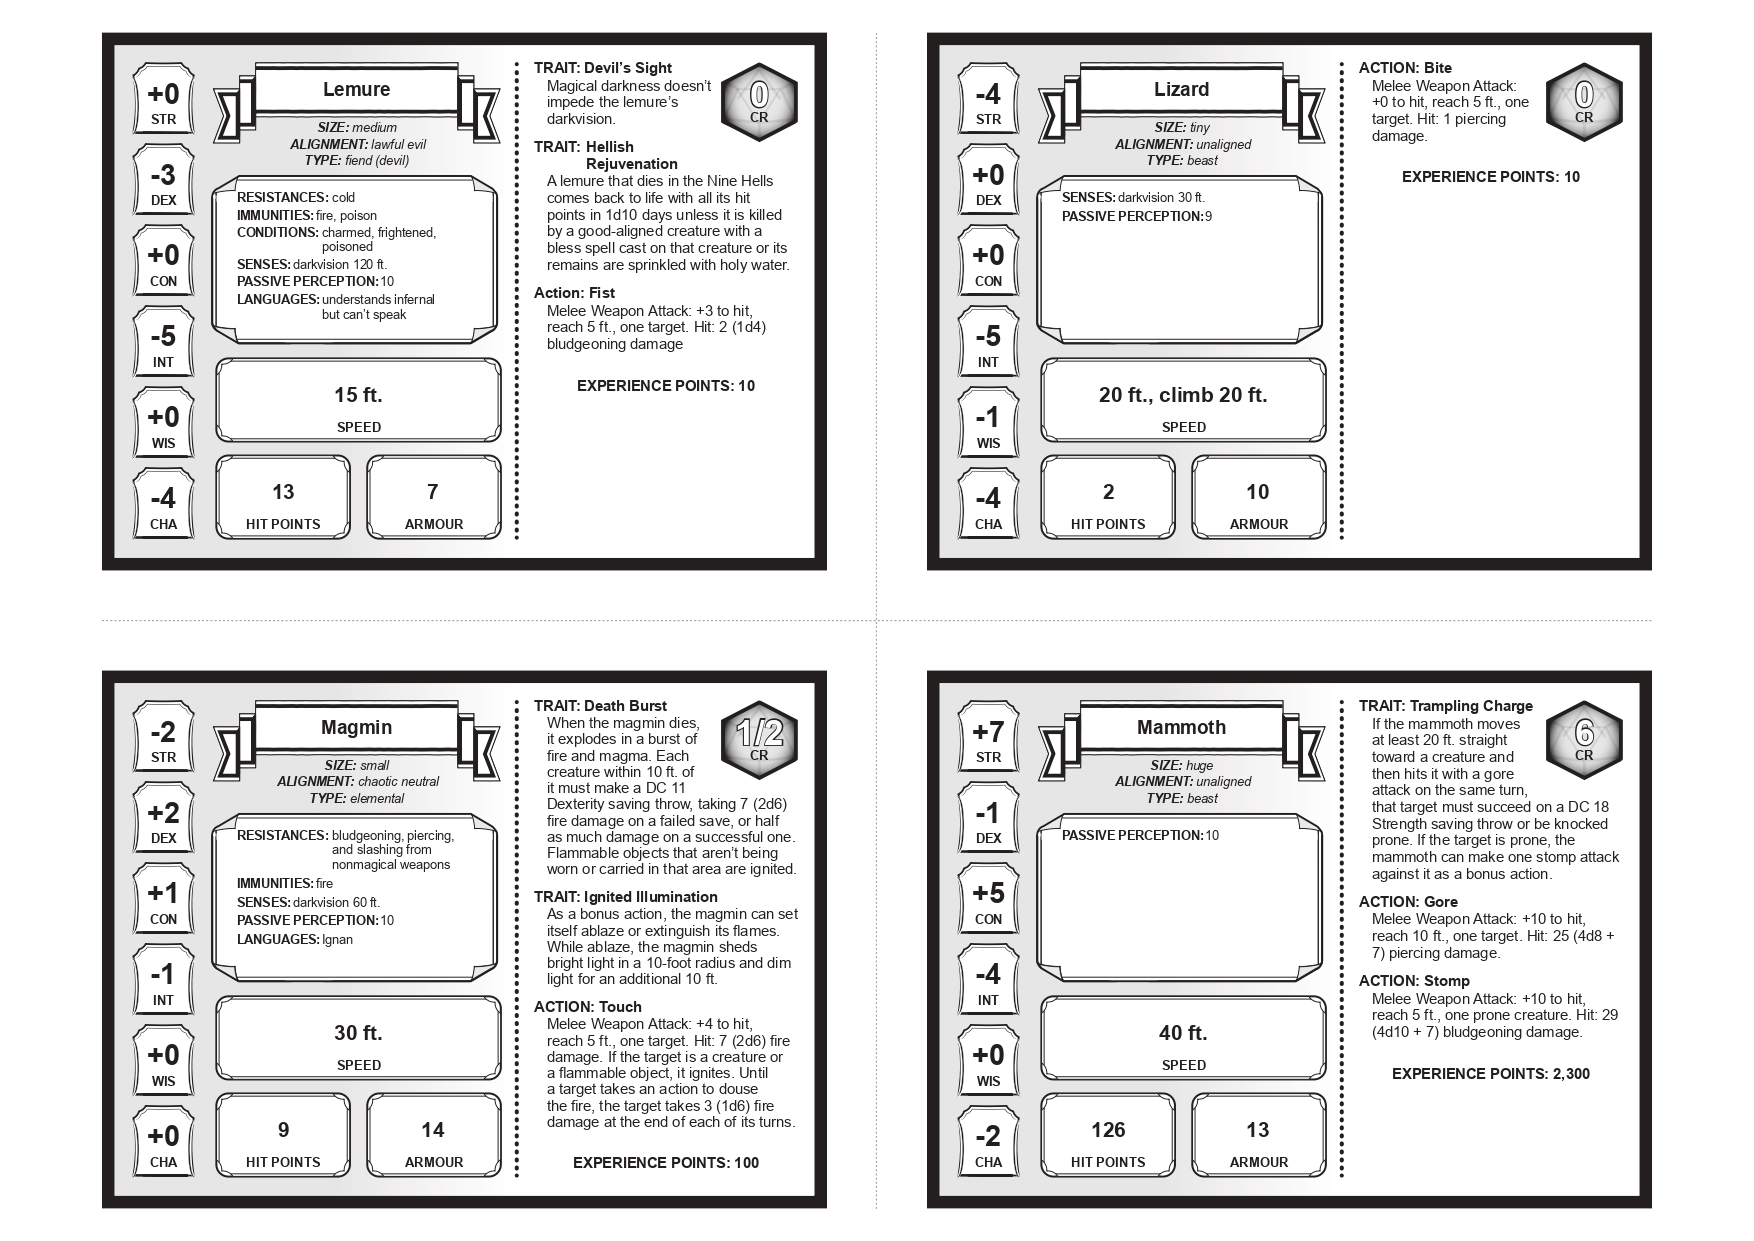 +0
STR
-3
DEX
+0
CON
-5
INT
+0
WIS
-4
CHA
Lemure
SIZE: medium
ALIGNMENT: lawful evil
TYPE: fiend (devil)
RESISTANCES: cold
IMMUNITIES: fire, poison
CONDITIONS: charmed, frightened,
poisoned
SENSES: darkvision 120 ft.
PASSIVE PERCEPTION: 10
LANGUAGES: understands infernal
but can't speak
15 ft.
SPEED
13
HIT POINTS
7
ARMOUR
TRAIT: Devil's Sight
Magical darkness doesn't
impede the lemure's
darkvision.
0
CR
TRAIT: Hellish
Rejuvenation
A lemure that dies in the Nine Hells
comes back to life with all its hit
points in 1d10 days unless it is killed
by a good-aligned creature with a
bless spell cast on that creature or its
remains are sprinkled with holy water.
Action: Fist
Melee Weapon Attack: +3 to hit,
reach 5 ft., one target. Hit: 2 (1d4)
bludgeoning damage
EXPERIENCE POINTS: 10
-4
STR
+0
DEX
+0
CON
-5
INT
-1
WIS
-4
CHA
Lizard
SIZE: tiny
ALIGNMENT: unaligned
TYPE: beast
SENSES: darkvision 30 ft.
PASSIVE PERCEPTION: 9
20 ft., climb 20 ft.
SPEED
2
HIT POINTS
10
ARMOUR
ACTION: Bite
Melee Weapon Attack:
+0 to hit, reach 5 ft., one
target. Hit: 1 piercing
damage.
0
CR
EXPERIENCE POINTS: 10
-2
STR
+2
DEX
+1
CON
-1
INT
+0
WIS
+0
CHA
Magmin
SIZE: small
ALIGNMENT: chaotic neutral
TYPE: elemental
RESISTANCES: bludgeoning, piercing,
and slashing from
nonmagical weapons
IMMUNITIES: fire
SENSES: darkvision 60 ft.
PASSIVE PERCEPTION: 10
LANGUAGES: Ignan
30 ft.
SPEED
9
HIT POINTS
14
ARMOUR
TRAIT: Death Burst
When the magmin dies,
it explodes in a burst of
fire and magma. Each
creature within 10 ft. of
it must make a DC 11
Dexterity saving throw, taking 7 (2d6)
fire damage on a failed save, or half
as much damage on a successful one.
Flammable objects that aren't being
worn or carried in that area are ignited.
1/2
CR
TRAIT: Ignited Illumination
As a bonus action, the magmin can set
itself ablaze or extinguish its flames.
While ablaze, the magmin sheds
bright light in a 10-foot radius and dim
light for an additional 10 ft.
ACTION: Touch
Melee Weapon Attack: +4 to hit,
reach 5 ft., one target. Hit: 7 (2d6) fire
damage. If the target is a creature or
a flammable object, it ignites. Until
a target takes an action to douse
the fire, the target takes 3 (1d6) fire
damage at the end of each of its turns.
EXPERIENCE POINTS: 100
+7
STR
-1
DEX
+5
CON
-4
INT
+0
WIS
-2
CHA
Mammoth
SIZE: huge
ALIGNMENT: unaligned
TYPE: beast
PASSIVE PERCEPTION: 10
40 ft.
SPEED
126
HIT POINTS
13
ARMOUR
TRAIT: Trampling Charge
If the mammoth moves
at least 20 ft. straight
toward a creature and
then hits it with a gore
attack on the same turn,
that target must succeed on a DC 18
Strength saving throw or be knocked
prone. If the target is prone, the
mammoth can make one stomp attack
against it as a bonus action.
6
CR
ACTION: Gore
Melee Weapon Attack: +10 to hit,
reach 10 ft., one target. Hit: 25 (4d8 +
7) piercing damage.
ACTION: Stomp
Melee Weapon Attack: +10 to hit,
reach 5 ft., one prone creature. Hit: 29
(4d10 + 7) bludgeoning damage.
EXPERIENCE POINTS: 2,300